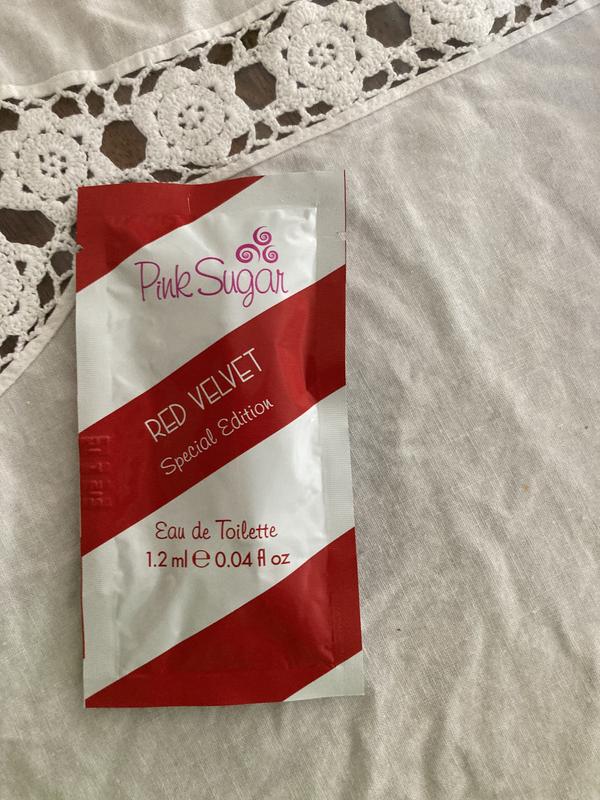 Pink Sugar
RED VELVET
Special Edition
Eau de Toilette
1.2 ml ℮ 0.04 fl oz